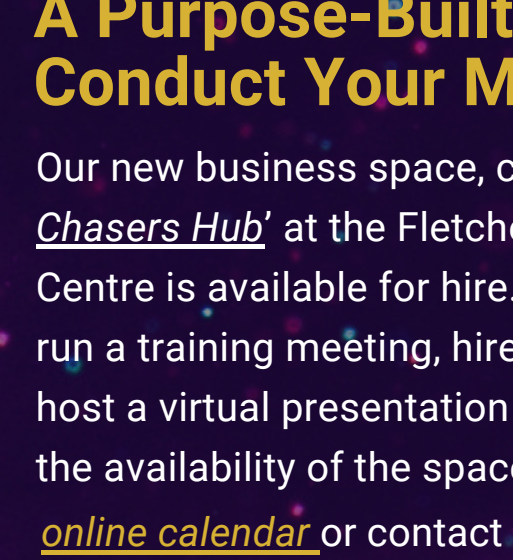 A Purpose-Built
Conduct Your M
Our new business space, c
Chasers Hub’ at the Fletche
Centre is available for hire.
run a training meeting, hire
host a virtual presentation
the availability of the space
online calendar or contact